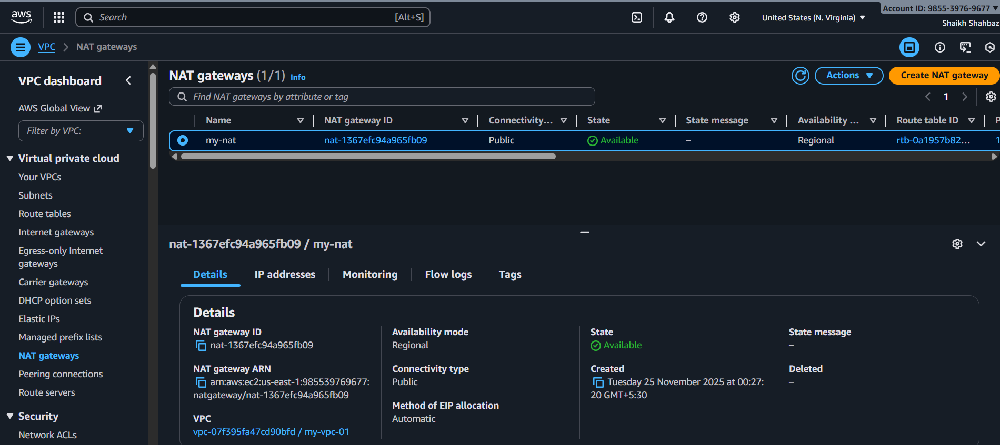 aws
Search [Alt+S]
United States (N. Virginia)
Account ID: 9855-3976-9677
Shaikh Shahbaz
VPC
NAT gateways
VPC dashboard
AWS Global View
Filter by VPC:
Virtual private cloud
Your VPCs
Subnets
Route tables
Internet gateways
Egress-only Internet
gateways
Carrier gateways
DHCP option sets
Elastic IPs
Managed prefix lists
NAT gateways
Peering connections
Route servers
Security
Network ACLs
NAT gateways (1/1) Info
Actions
Create NAT gateway
Find NAT gateways by attribute or tag
1
Name NAT gateway ID Connectivity... State State message Availability ... Route table ID
my-nat nat-1367efc94a965fb09 Public Available – Regional rtb-0a1957b82...
nat-1367efc94a965fb09 / my-nat
Details IP addresses Monitoring Flow logs Tags
Details
NAT gateway ID
nat-1367efc94a965fb09
NAT gateway ARN
arn:aws:ec2:us-east-1:985539769677:
natgateway/nat-1367efc94a965fb09
VPC
vpc-07f395fa47cd90bfd / my-vpc-01
Availability mode
Regional
Connectivity type
Public
Method of EIP allocation
Automatic
State
Available
Created
Tuesday 25 November 2025 at 00:27:
20 GMT+5:30
State message
–
Deleted
–